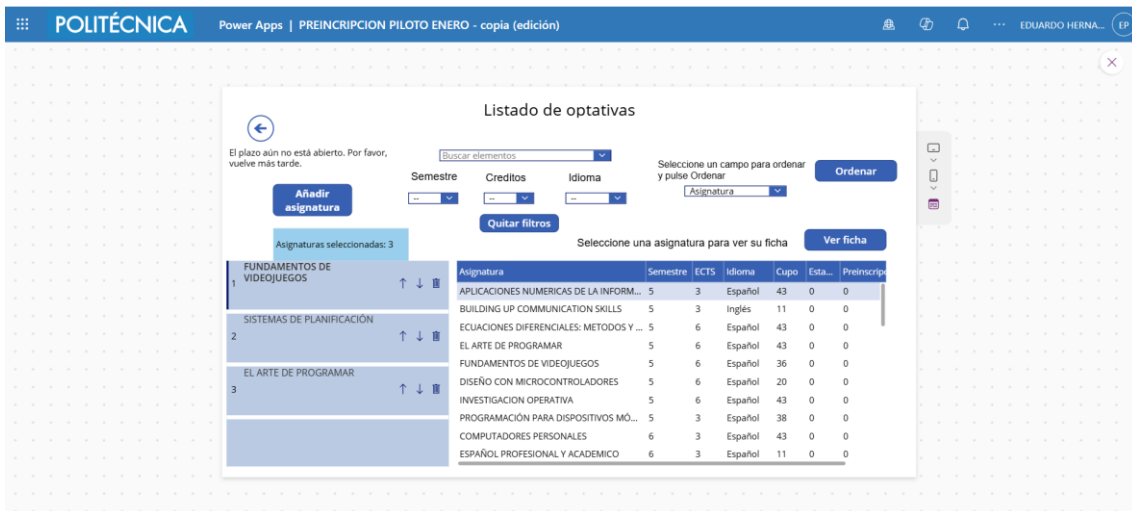 POLITÉCNICA
Power Apps | PREINCRIPCION PILOTO ENERO - copia (edición)
EDUARDO HERNA...
EP
Listado de optativas
El plazo aún no está abierto. Por favor,
vuelve más tarde.
Buscar elementos
Seleccione un campo para ordenar
y pulse Ordenar
Ordenar
Semestre
Creditos
Idioma
Asignatura
--
--
--
Añadir
asignatura
Quitar filtros
Asignaturas seleccionadas: 3
Seleccione una asignatura para ver su ficha
Ver ficha
1
FUNDAMENTOS DE
VIDEOJUEGOS
2
SISTEMAS DE PLANIFICACIÓN
3
EL ARTE DE PROGRAMAR
Asignatura Semestre ECTS Idioma Cupo Esta... Preinscripc
APLICACIONES NUMERICAS DE LA INFORM... 5 3 Español 43 0 0
BUILDING UP COMMUNICATION SKILLS 5 3 Inglés 11 0 0
ECUACIONES DIFERENCIALES: METODOS Y ... 5 6 Español 43 0 0
EL ARTE DE PROGRAMAR 5 6 Español 43 0 0
FUNDAMENTOS DE VIDEOJUEGOS 5 6 Español 36 0 0
DISEÑO CON MICROCONTROLADORES 5 6 Español 20 0 0
INVESTIGACION OPERATIVA 5 6 Español 43 0 0
PROGRAMACIÓN PARA DISPOSITIVOS MÓ... 5 3 Español 38 0 0
COMPUTADORES PERSONALES 6 3 Español 43 0 0
ESPAÑOL PROFESIONAL Y ACADEMICO 6 3 Español 11 0 0